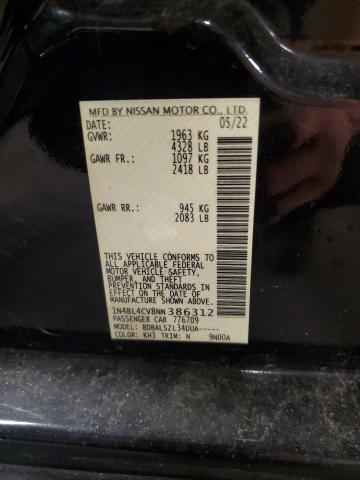 MFD BY NISSAN MOTOR CO., LTD.
DATE: 05/22
GVWR: 1963 KG
4328 LB
GAWR FR.: 1097 KG
2418 LB
GAWR RR.: 945 KG
2083 LB
THIS VEHICLE CONFORMS TO
ALL APPLICABLE FEDERAL
MOTOR VEHICLE SAFETY,
BUMPER, AND THEFT
PREVENTION STANDARDS
IN EFFECT ON THE DATE OF
MANUFACTURE SHOWN ABOVE.
1N4BL4CV8NN386312
PASSENGER CAR 776709
MODEL: BDBALSZL34DUA-----
COLOR: KH3 TRIM: N 9N00A